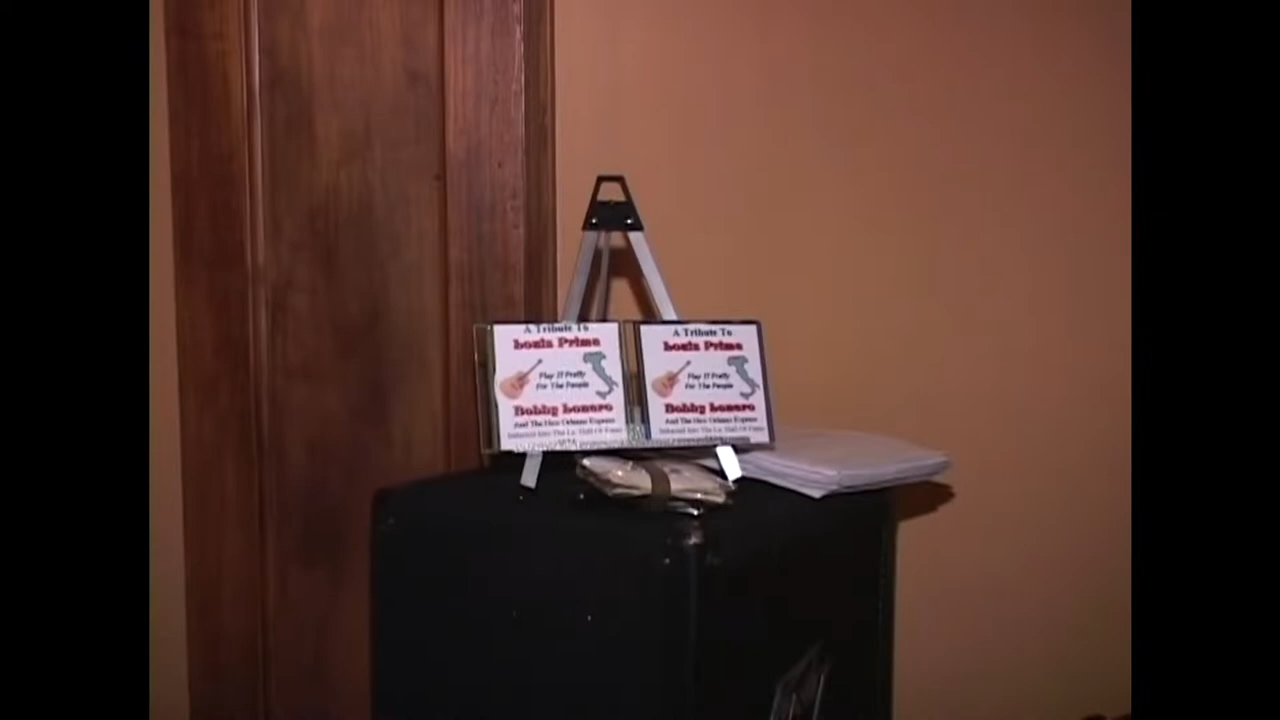 A Tribute To
Louis Prima
Play It Pretty
For The People
Bobby Lonero
And The New Orleans Express
Inducted Into The La. Hall Of Fame
A Tribute To
Louis Prima
Play It Pretty
For The People
Bobby Lonero
And The New Orleans Express
Inducted Into The La. Hall Of Fame